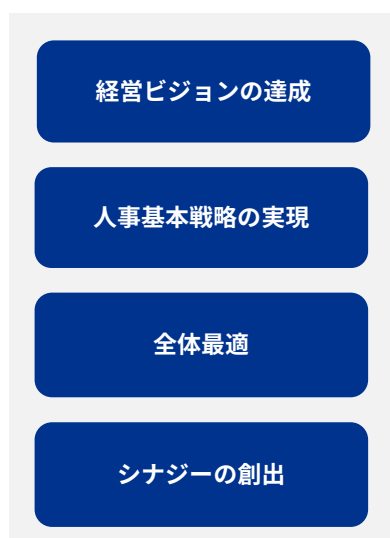 経営ビジョンの達成
人事基本戦略の実現
全体最適
シナジーの創出